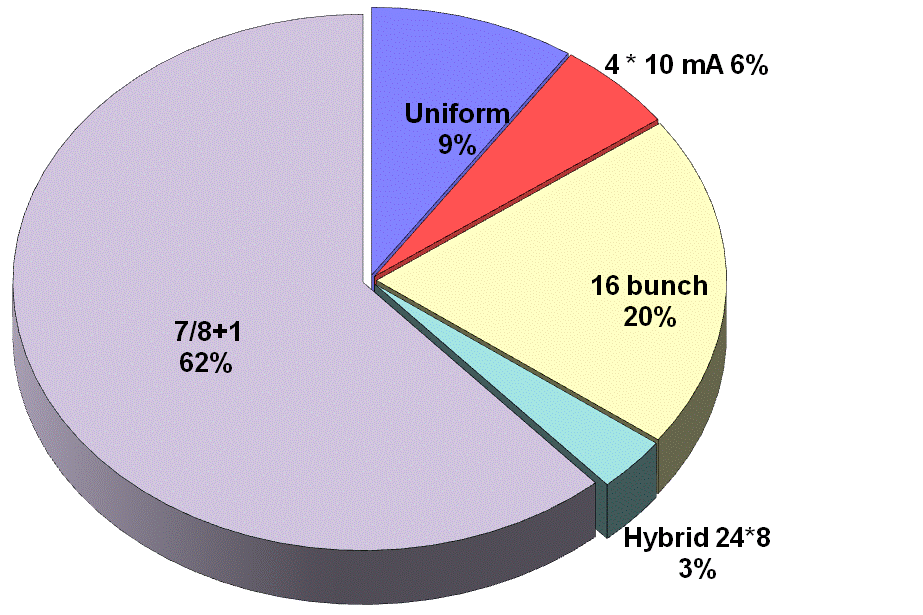 4 * 10 mA 6%
Uniform
9%
16 bunch
20%
7/8+1
62%
Hybrid 24*8
3%